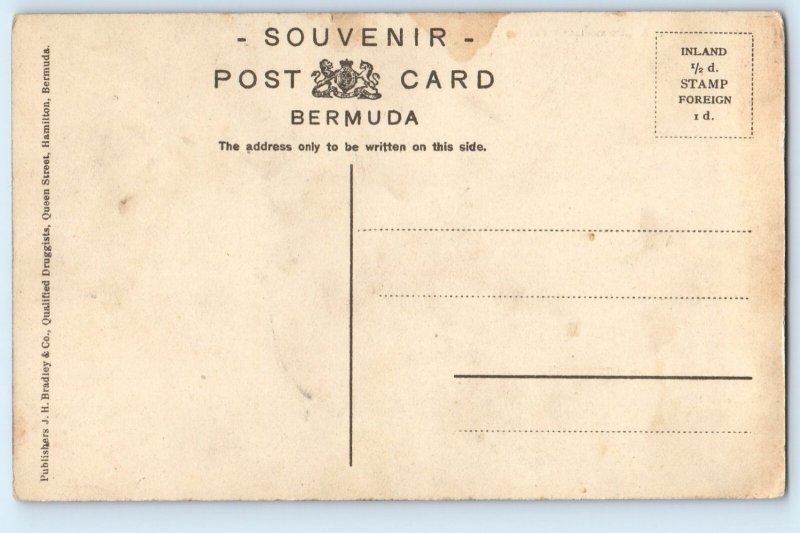 - SOUVENIR -
POST CARD
BERMUDA
The address only to be written on this side.
INLAND
1/2 d.
STAMP
FOREIGN
1 d.
Publishers J. H. Bradley & Co., Qualified Druggists, Queen Street, Hamilton, Bermuda.